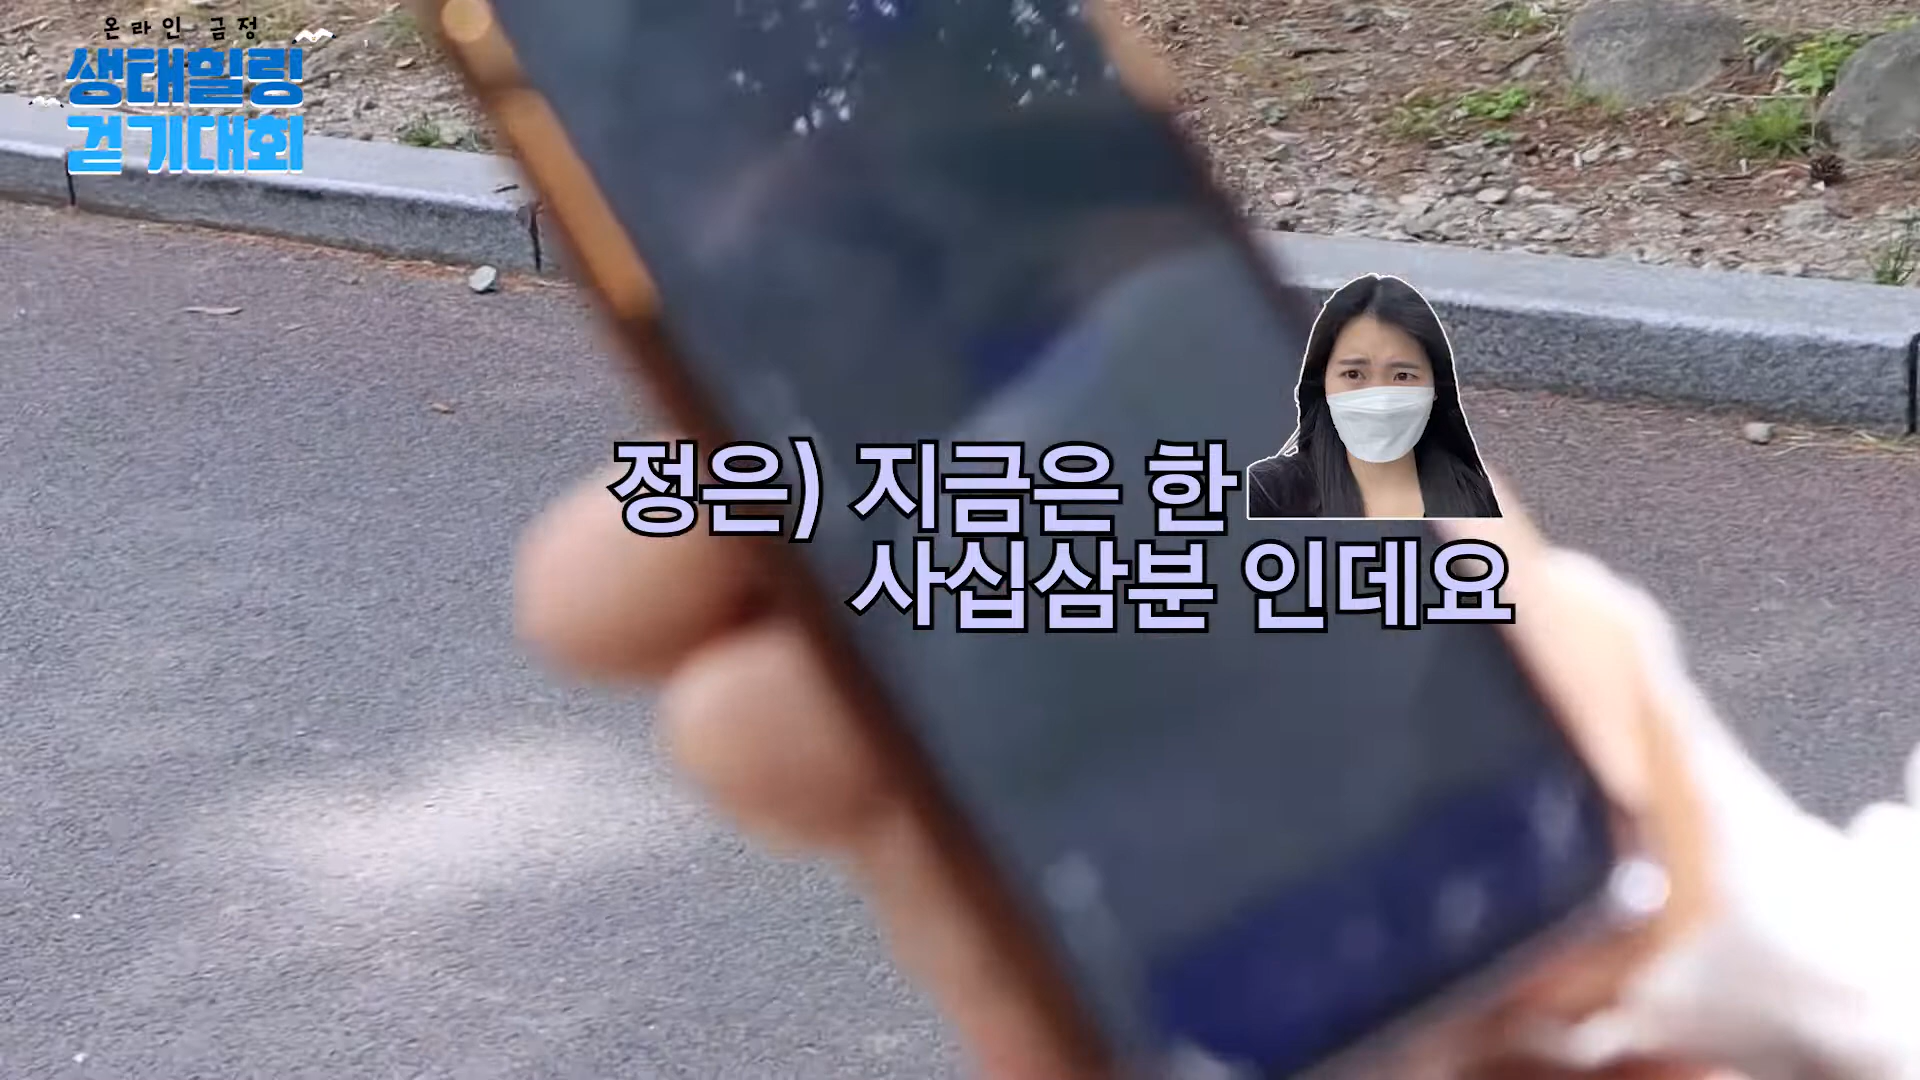 온라인 금정
생태힐링
걷기대회
정은) 지금은 한
사십삼분 인데요